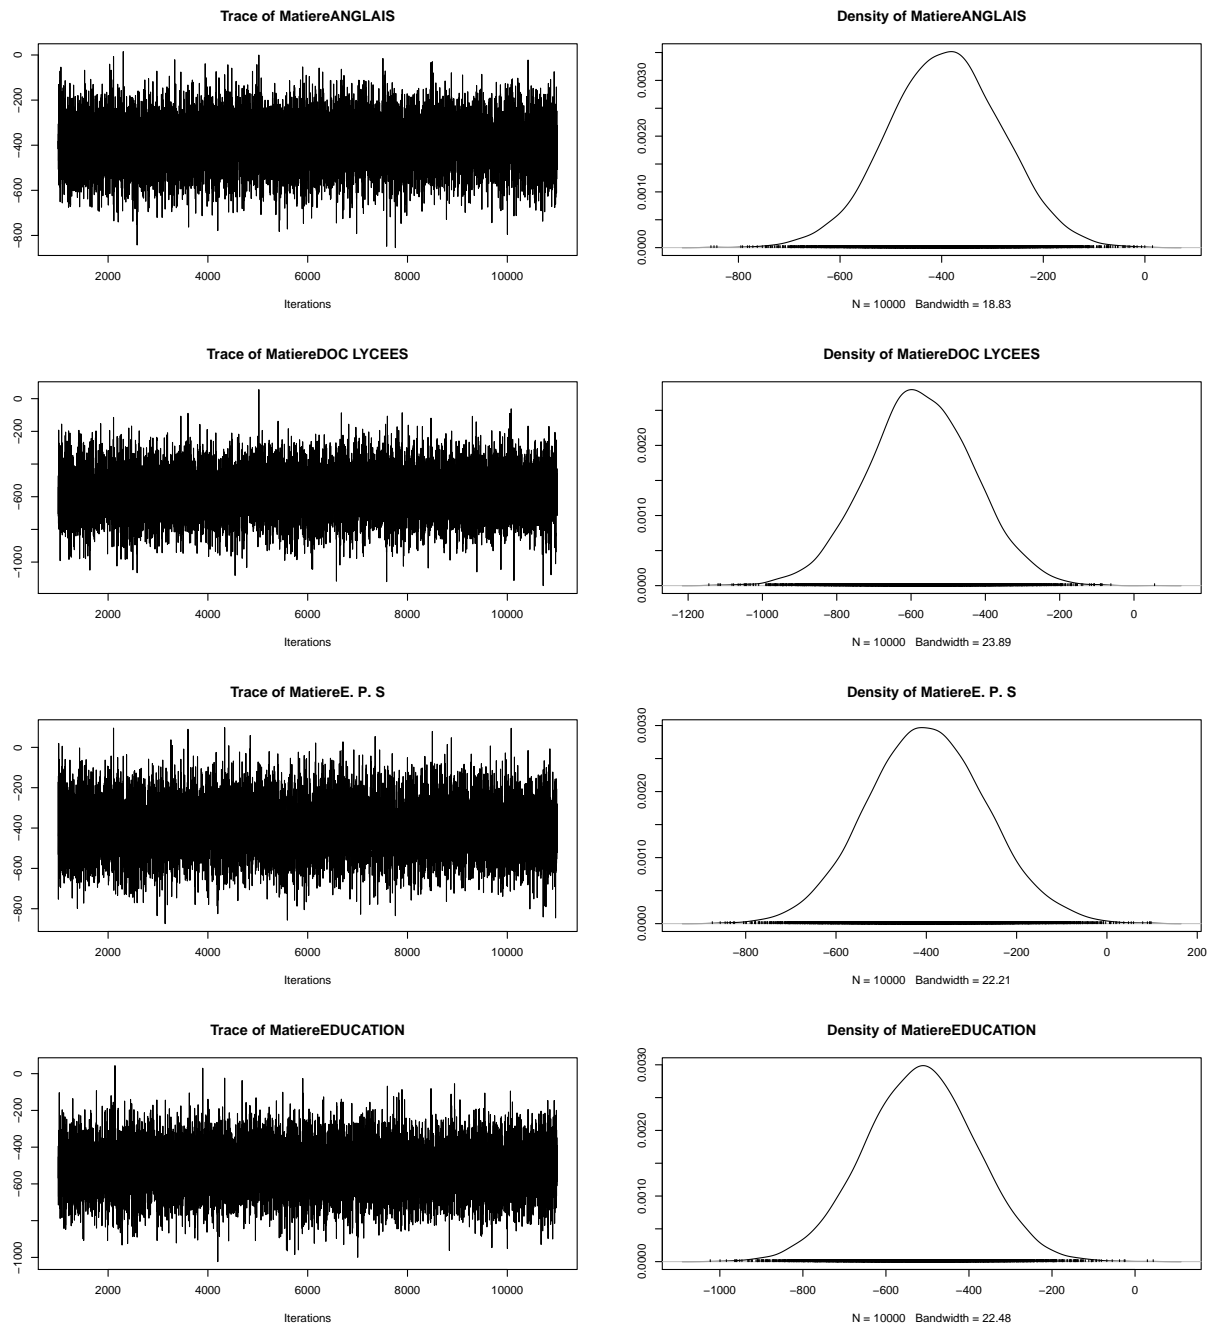 Trace of MatiereANGLAIS
0
−200
−400
−600
−800
2000 4000 6000 8000 10000
Iterations
Density of MatiereANGLAIS
0.0030
0.0020
0.0010
0.0000
−800 −600 −400 −200 0
N = 10000 Bandwidth = 18.83
Trace of MatiereDOC LYCEES
0
−200
−600
−1000
2000 4000 6000 8000 10000
Iterations
Density of MatiereDOC LYCEES
0.0020
0.0010
0.0000
−1200 −1000 −800 −600 −400 −200 0
N = 10000 Bandwidth = 23.89
Trace of MatiereE. P. S
0
−200
−400
−600
−800
2000 4000 6000 8000 10000
Iterations
Density of MatiereE. P. S
0.0030
0.0020
0.0010
0.0000
−800 −600 −400 −200 0 200
N = 10000 Bandwidth = 22.21
Trace of MatiereEDUCATION
0
−200
−400
−600
−1000
2000 4000 6000 8000 10000
Iterations
Density of MatiereEDUCATION
0.0030
0.0020
0.0010
0.0000
−1000 −800 −600 −400 −200 0
N = 10000 Bandwidth = 22.48